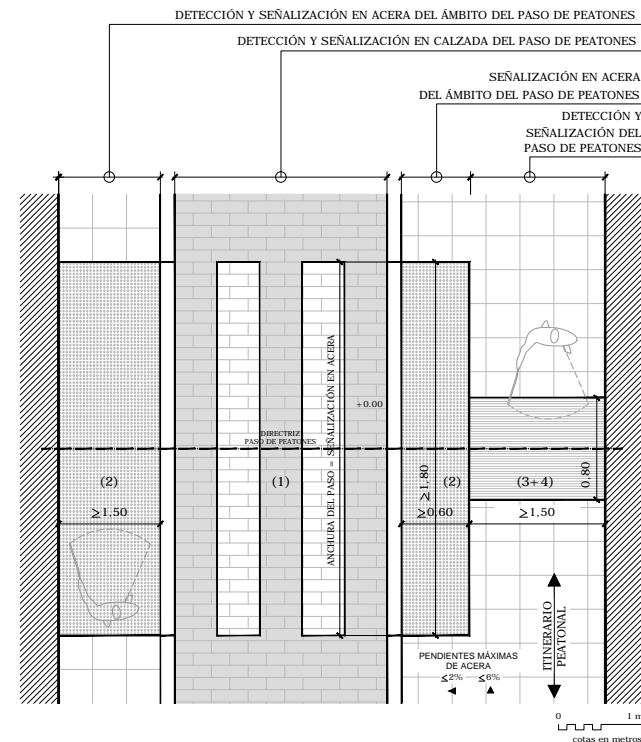 DETECCIÓN Y SEÑALIZACIÓN EN ACERA DEL ÁMBITO DEL PASO DE PEATONES
DETECCIÓN Y SEÑALIZACIÓN EN CALZADA DEL PASO DE PEATONES
SEÑALIZACIÓN EN ACERA
DEL ÁMBITO DEL PASO DE PEATONES
DETECCIÓN Y
SEÑALIZACIÓN DEL
PASO DE PEATONES
ANCHURA DEL PASO = SEÑALIZACIÓN EN ACERA
+0.00
DIRECTRIZ
PASO DE PEATONES
(2)
(1)
≥1,80
(2)
(3+4)
0,80
≥1,50
≥0,60
≥1,50
PENDIENTES MÁXIMAS
DE ACERA
≤2% ≤6%
ITINERARIO
PEATONAL
0 1 m
cotas en metros